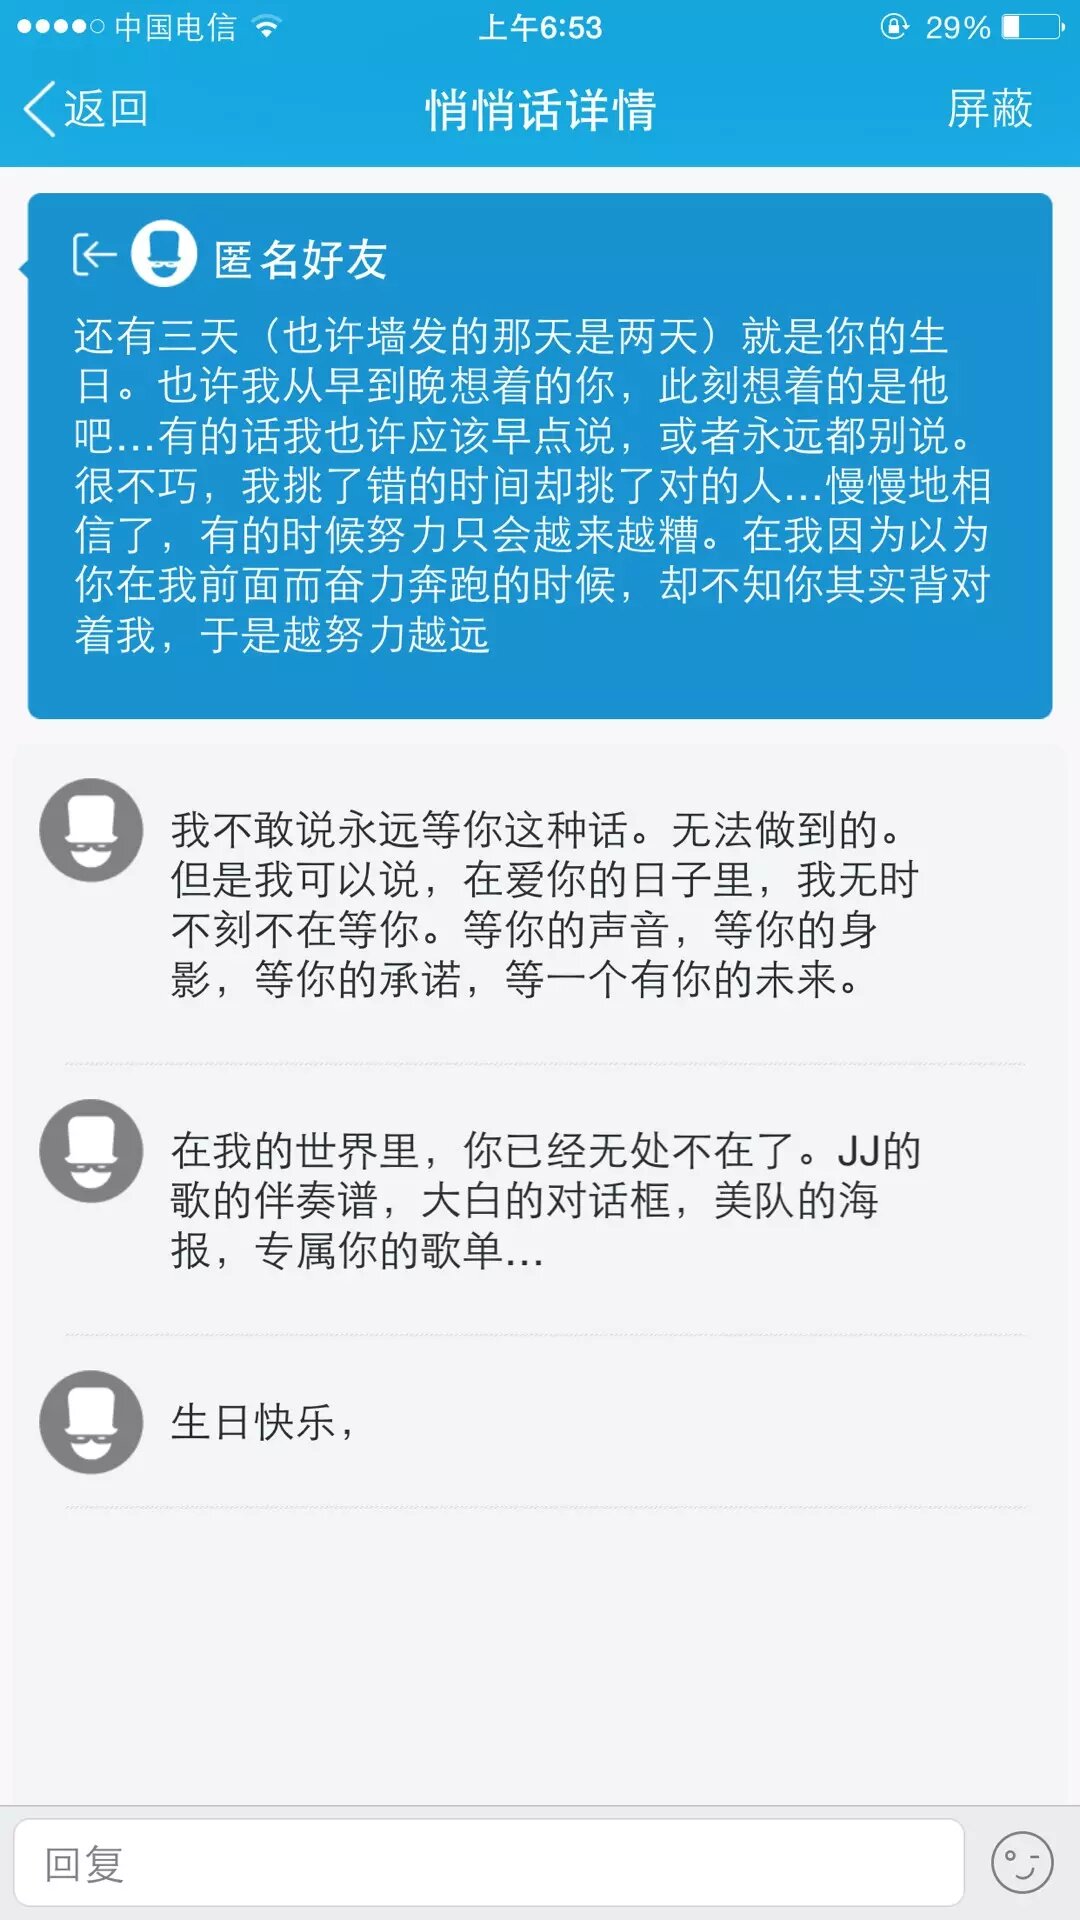 中国电信
上午6:53
29%
返回
悄悄话详情
屏蔽
匿名好友
还有三天（也许墙发的那天是两天）就是你的生
日。也许我从早到晚想着的你，此刻想着的是他
吧...有的话我也许应该早点说，或者永远都别说。
很不巧，我挑了错的时间却挑了对的人...慢慢地相
信了，有的时候努力只会越来越糟。在我因为以为
你在我前面而奋力奔跑的时候，却不知你其实背对
着我，于是越努力越远
我不敢说永远等你这种话。无法做到的。
但是我可以说，在爱你的日子里，我无时
不刻不在等你。等你的声音，等你的身
影，等你的承诺，等一个有你的未来。
在我的世界里，你已经无处不在了。JJ的
歌的伴奏谱，大白的对话框，美队的海
报，专属你的歌单...
生日快乐，
回复